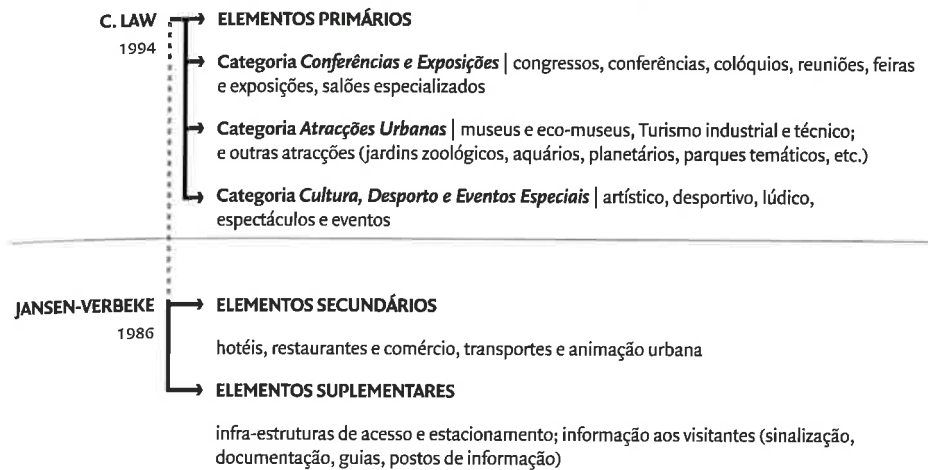 C. LAW
1994
ELEMENTOS PRIMÁRIOS
Categoria Conferências e Exposições | congressos, conferências, colóquios, reuniões, feiras
e exposições, salões especializados
Categoria Atracções Urbanas | museus e eco-museus, Turismo industrial e técnico;
e outras atracções (jardins zoológicos, aquários, planetários, parques temáticos, etc.)
Categoria Cultura, Desporto e Eventos Especiais | artístico, desportivo, lúdico,
espectáculos e eventos
JANSEN-VERBEKE
1986
ELEMENTOS SECUNDÁRIOS
hotéis, restaurantes e comércio, transportes e animação urbana
ELEMENTOS SUPLEMENTARES
infra-estruturas de acesso e estacionamento; informação aos visitantes (sinalização,
documentação, guias, postos de informação)